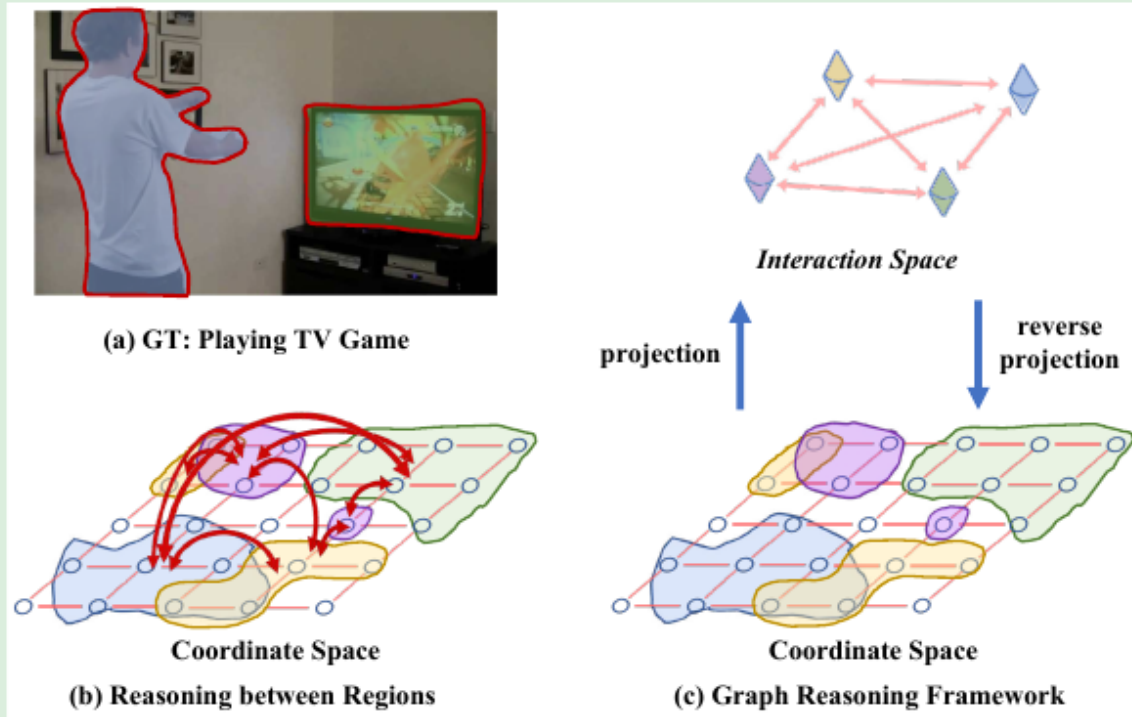 (a) GT: Playing TV Game
Interaction Space
projection
reverse
projection
Coordinate Space
(b) Reasoning between Regions
Coordinate Space
(c) Graph Reasoning Framework